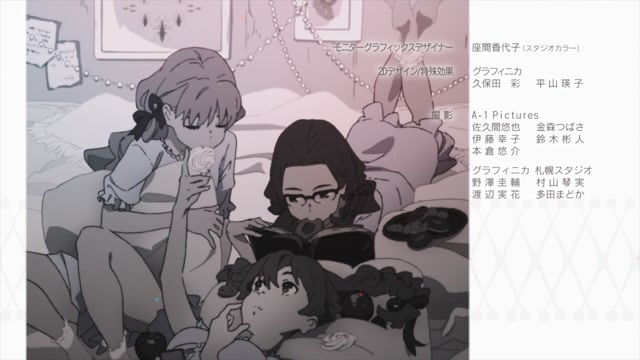 モニターグラフィックスデザイナー 座間香代子(スタジオカラー)
2Dデザイン/特殊効果 グラフィニカ
久保田 彩 平山瑛子
撮影 A-1 Pictures
佐久間悠也 金森つばさ
伊藤幸子 鈴木彬人
本倉悠介
グラフィニカ 札幌スタジオ
野澤圭輔 村山琴実
渡辺実花 多田まどか